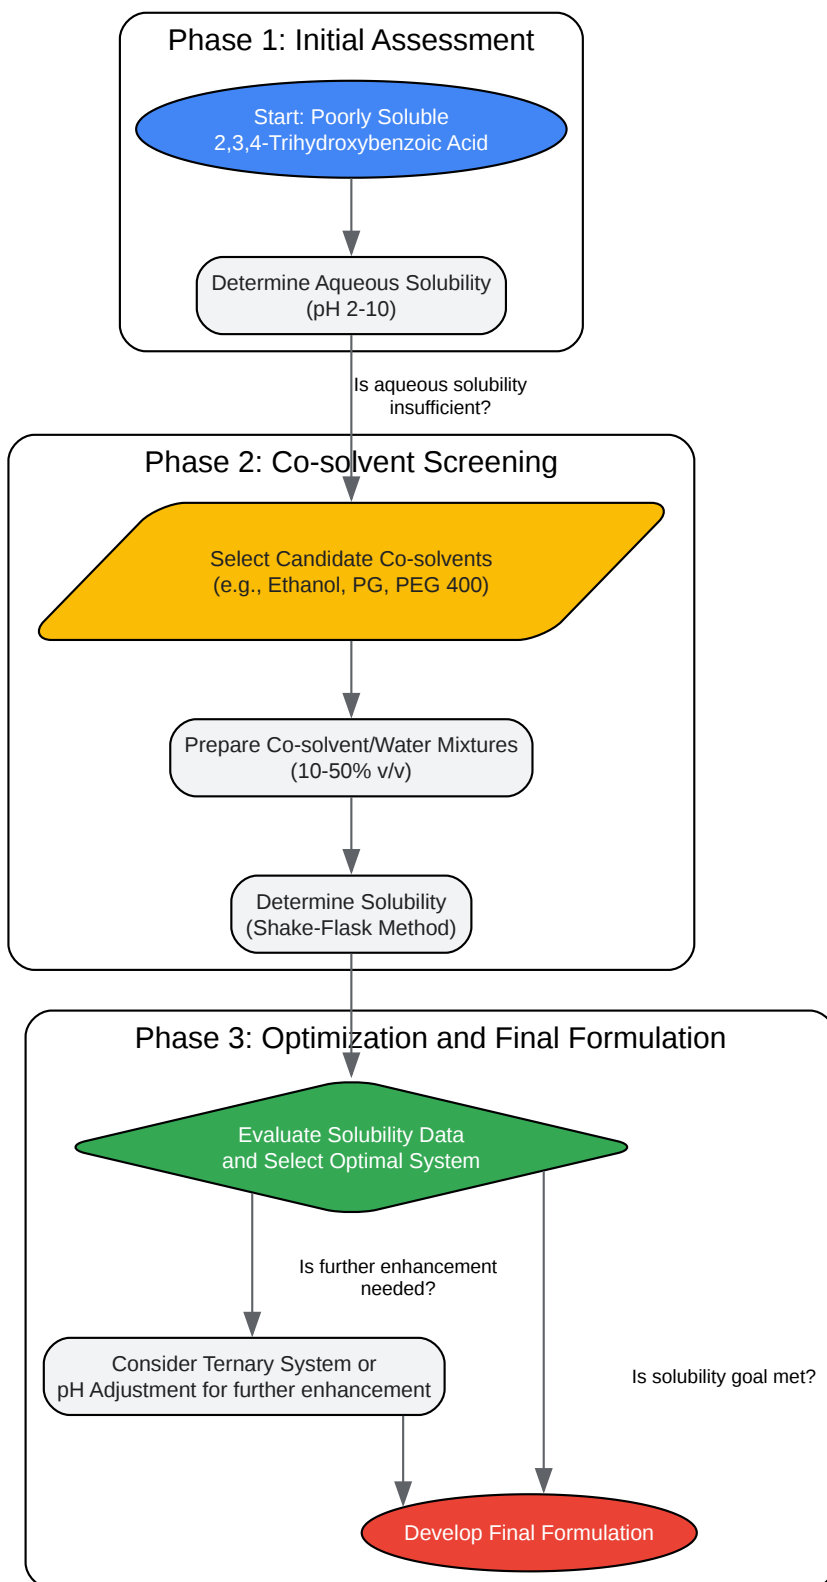 Phase 1: Initial Assessment
Start: Poorly Soluble
2,3,4-Trihydroxybenzoic Acid
Determine Aqueous Solubility
(pH 2-10)
Is aqueous solubility
insufficient?
Phase 2: Co-solvent Screening
Select Candidate Co-solvents
(e.g., Ethanol, PG, PEG 400)
Prepare Co-solvent/Water Mixtures
(10-50% v/v)
Determine Solubility
(Shake-Flask Method)
Phase 3: Optimization and Final Formulation
Evaluate Solubility Data
and Select Optimal System
Is further enhancement
needed?
Consider Ternary System or
pH Adjustment for further enhancement
Is solubility goal met?
Develop Final Formulation